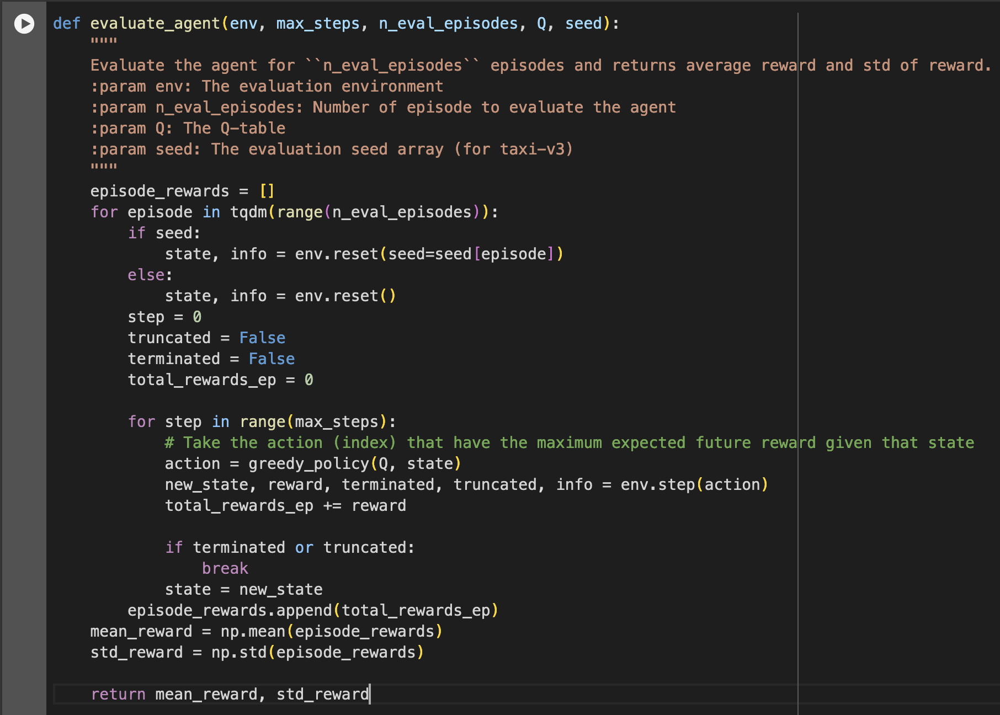 def evaluate_agent(env, max_steps, n_eval_episodes, Q, seed):
    """
    Evaluate the agent for ``n_eval_episodes`` episodes and returns average reward and std of reward.
    :param env: The evaluation environment
    :param n_eval_episodes: Number of episode to evaluate the agent
    :param Q: The Q-table
    :param seed: The evaluation seed array (for taxi-v3)
    """
    episode_rewards = []
    for episode in tqdm(range(n_eval_episodes)):
        if seed:
            state, info = env.reset(seed=seed[episode])
        else:
            state, info = env.reset()
        step = 0
        truncated = False
        terminated = False
        total_rewards_ep = 0

        for step in range(max_steps):
            # Take the action (index) that have the maximum expected future reward given that state
            action = greedy_policy(Q, state)
            new_state, reward, terminated, truncated, info = env.step(action)
            total_rewards_ep += reward

            if terminated or truncated:
                break
            state = new_state
        episode_rewards.append(total_rewards_ep)
    mean_reward = np.mean(episode_rewards)
    std_reward = np.std(episode_rewards)

    return mean_reward, std_reward